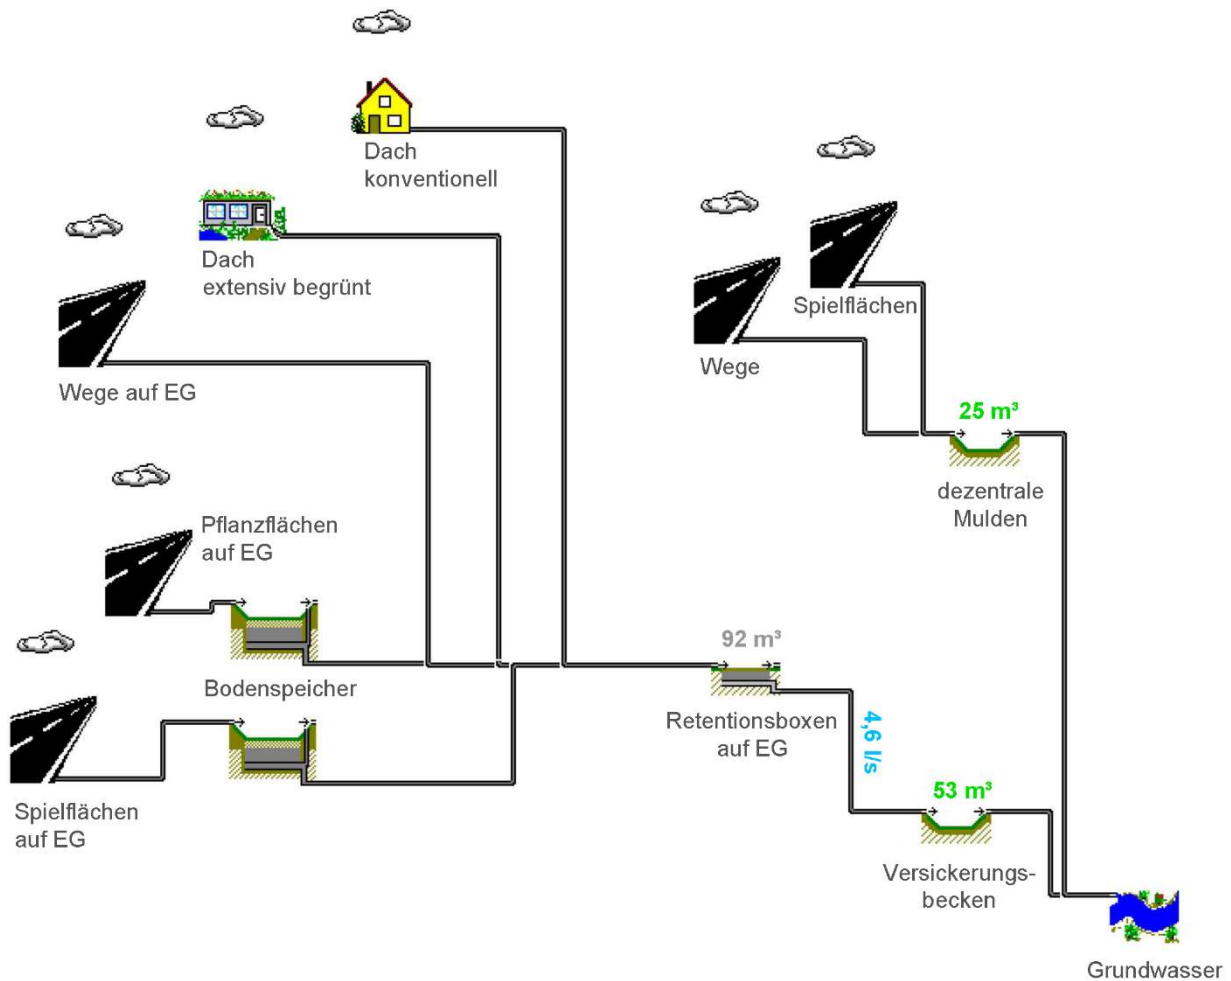 Dach
konventionell
Dach
extensiv begrünt
Spielflächen
Wege
Wege auf EG
25 m³
dezentrale
Mulden
Pflanzflächen
auf EG
92 m³
Bodenspeicher
Retentionsboxen
auf EG
4,6 l/s
53 m³
Spielflächen
auf EG
Versickerungs-
becken
Grundwasser